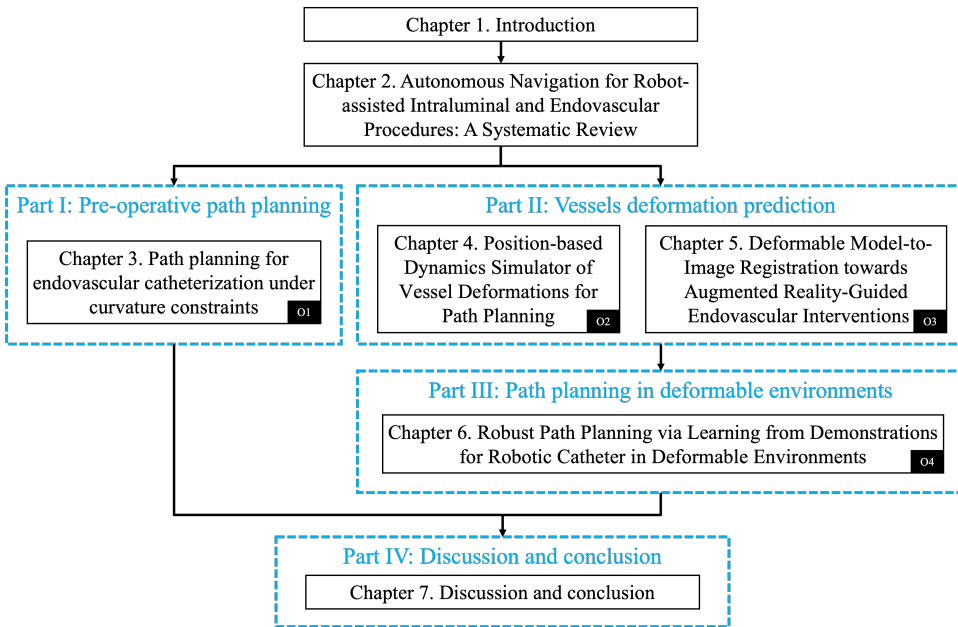 Chapter 1. Introduction
Chapter 2. Autonomous Navigation for Robot-
assisted Intraluminal and Endovascular
Procedures: A Systematic Review
Part I: Pre-operative path planning
Chapter 3. Path planning for
endovascular catheterization under
curvature constraints
O1
Part II: Vessels deformation prediction
Chapter 4. Position-based
Dynamics Simulator of
Vessel Deformations for
Path Planning
O2
Chapter 5. Deformable Model-to-
Image Registration towards
Augmented Reality-Guided
Endovascular Interventions
O3
Part III: Path planning in deformable environments
Chapter 6. Robust Path Planning via Learning from Demonstrations
for Robotic Catheter in Deformable Environments
O4
Part IV: Discussion and conclusion
Chapter 7. Discussion and conclusion